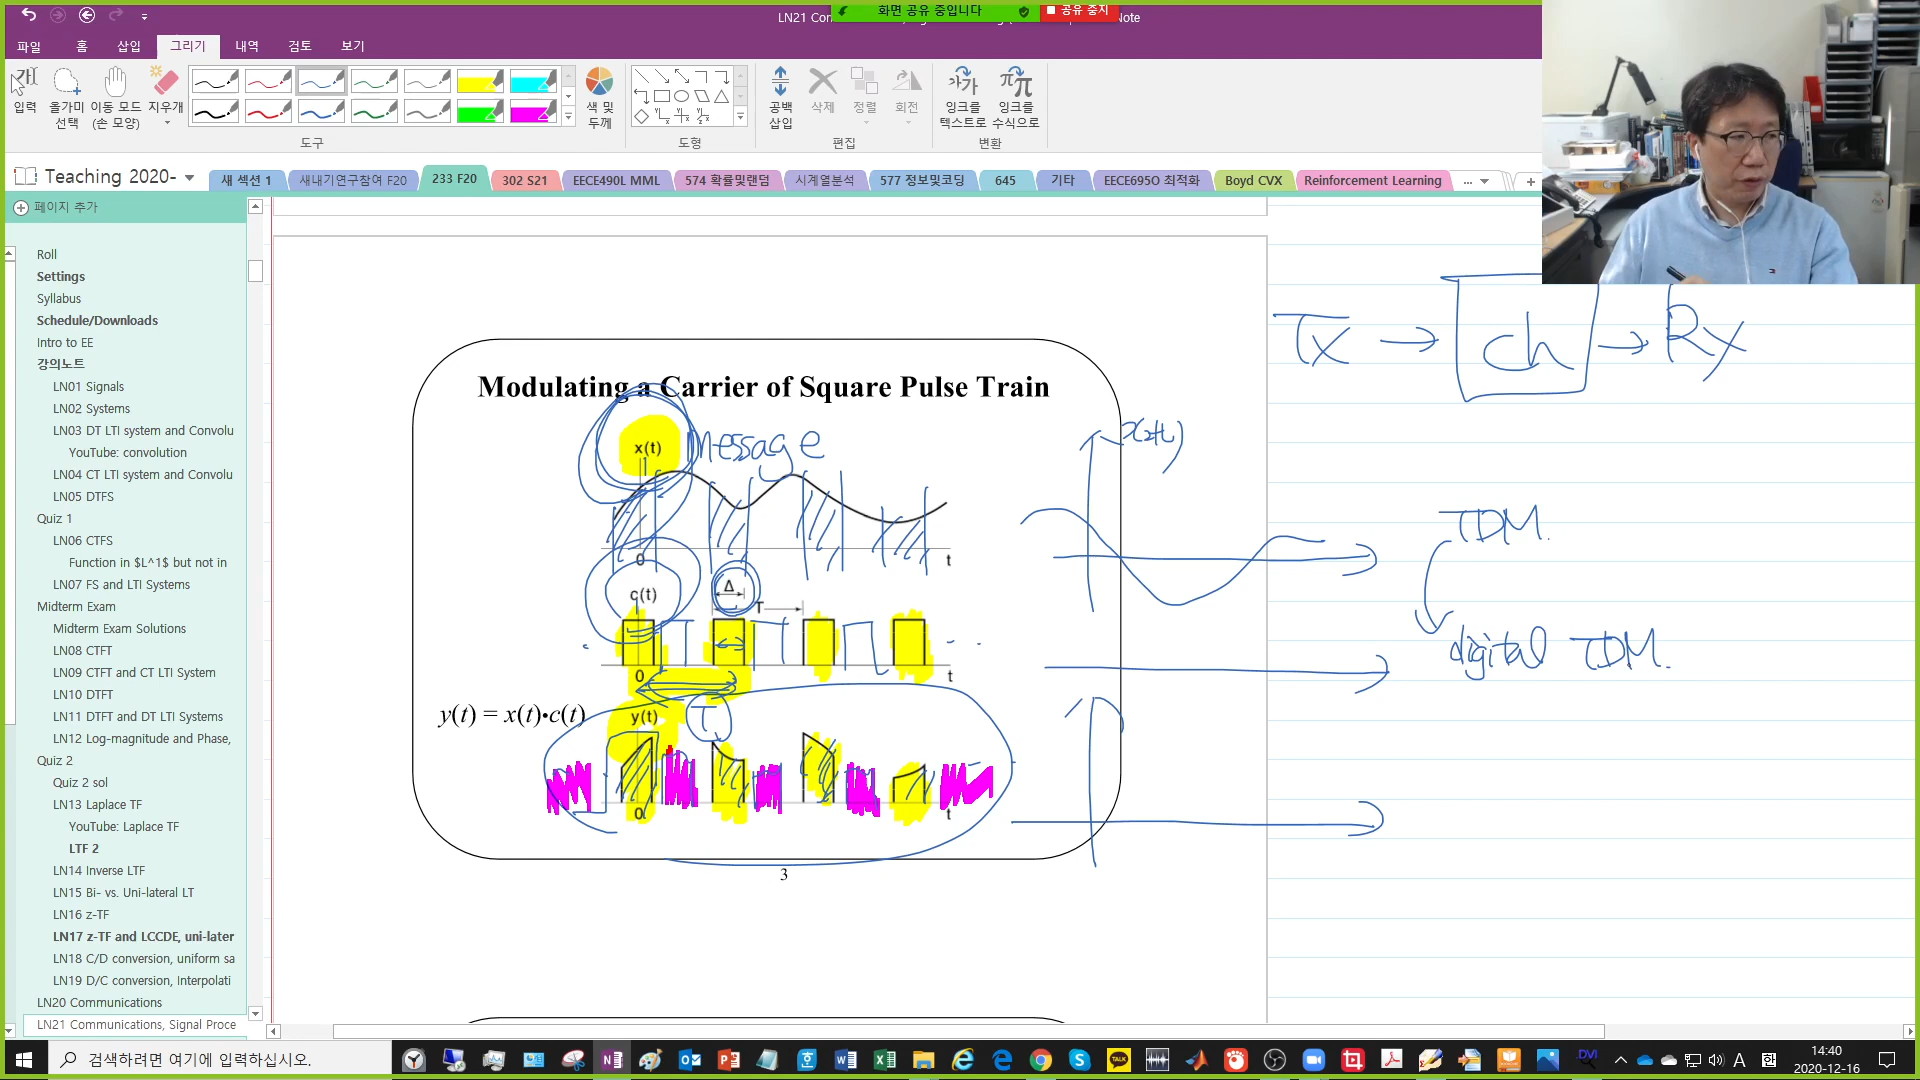 LN21 Con
화면 공유 중입니다
공유 중지
Note
파일 홈 삽입 그리기 내역 검토 보기
입력
올가미
선택
이동 모드
(손 모양)
지우개
색 및
두께
공백
삽입
삭제
정렬
회전
잉크를
텍스트로
잉크를
수식으로
도구
도형
편집
변환
Teaching 2020-
새 섹션 1
새내기연구참여 F20
233 F20
302 S21
EECE490L MML
574 확률및랜덤
시계열분석
577 정보및코딩
645
기타
EECE695O 최적화
Boyd CVX
Reinforcement Learning
...
페이지 추가
Roll
Settings
Syllabus
Schedule/Downloads
Intro to EE
강의노트
LN01 Signals
LN02 Systems
LN03 DT LTI system and Convolu
YouTube: convolution
LN04 CT LTI system and Convolu
LN05 DTFS
Quiz 1
LN06 CTFS
Function in $L^1$ but not in
LN07 FS and LTI Systems
Midterm Exam
Midterm Exam Solutions
LN08 CTFT
LN09 CTFT and CT LTI System
LN10 DTFT
LN11 DTFT and DT LTI Systems
LN12 Log-magnitude and Phase,
Quiz 2
Quiz 2 sol
LN13 Laplace TF
YouTube: Laplace TF
LTF 2
LN14 Inverse LTF
LN15 Bi- vs. Uni-lateral LT
LN16 z-TF
LN17 z-TF and LCCDE, uni-later
LN18 C/D conversion, uniform sa
LN19 D/C conversion, Interpolati
LN20 Communications
LN21 Communications, Signal Proce
Modulating a Carrier of Square Pulse Train
x(t)
message
0 t
c(t)
Δ
T
0 t
y(t) = x(t)•c(t)
y(t)
T
0 t
3
Tx → ch → Rx
TDM.
digital TDM.
검색하려면 여기에 입력하십시오.
TALK
DVI
A
한
14:40
2020-12-16